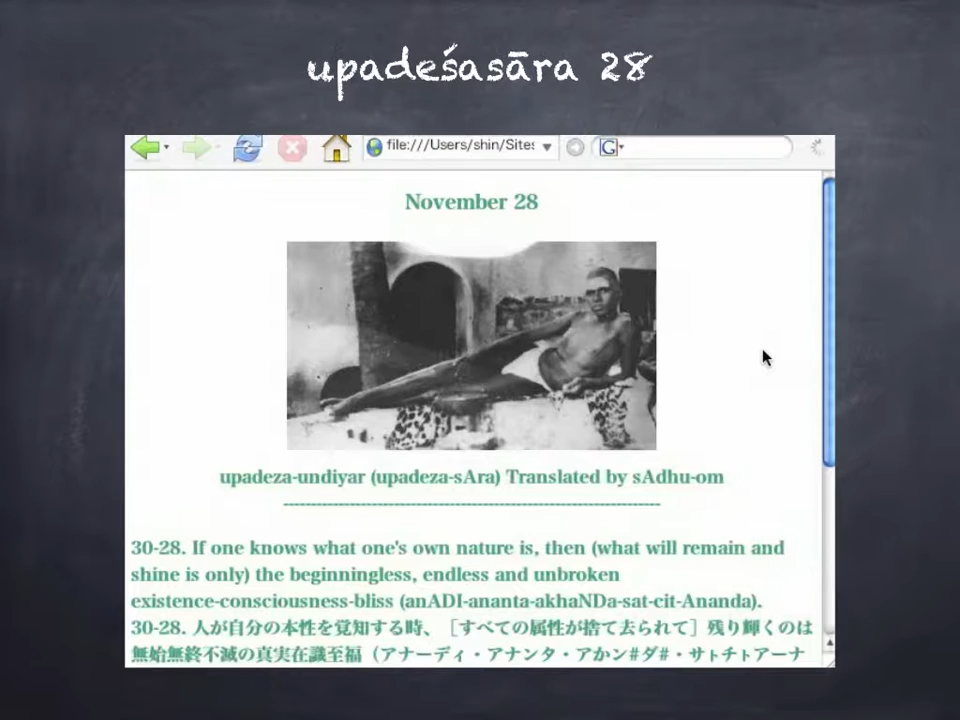 upadeśasāra 28
file:///Users/shin/Sites
G
November 28
upadeza-undiyar (upadeza-sAra) Translated by sAdhu-om
30-28. If one knows what one's own nature is, then (what will remain and
shine is only) the beginningless, endless and unbroken
existence-consciousness-bliss (anADI-ananta-akhaNDa-sat-cit-Ananda).
30-28. 人が自分の本性を覚知する時、［すべての属性が捨て去られて］残り輝くのは
無始無終不滅の真実在識至福（アナーディ・アナンタ・アかン#ダ#・サトチトアーナ